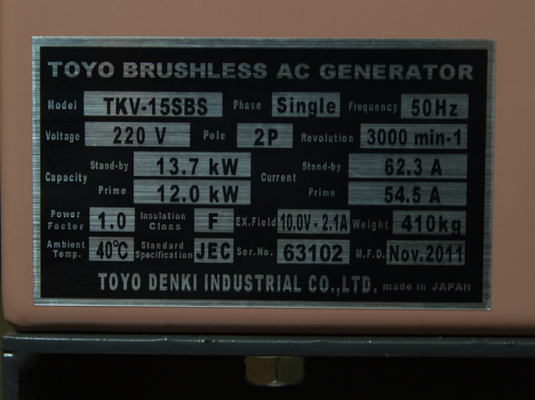 TOYO BRUSHLESS AC GENERATOR
Model TKV-15SBS Phase Single Frequency 50Hz
Voltage 220 V Pole 2P Revolution 3000 min-1
Capacity Stand-by 13.7 kW Current Stand-by 62.3 A
Prime 12.0 kW Prime 54.5 A
Power Factor 1.0 Insulation Class F EX.Field 10.0V-2.1A Weight 410kg
Ambient Temp. 40℃ Standard Specification JEC Ser.No. 63102 M.F.D. Nov.2011
TOYO DENKI INDUSTRIAL CO.,LTD. made in JAPAN